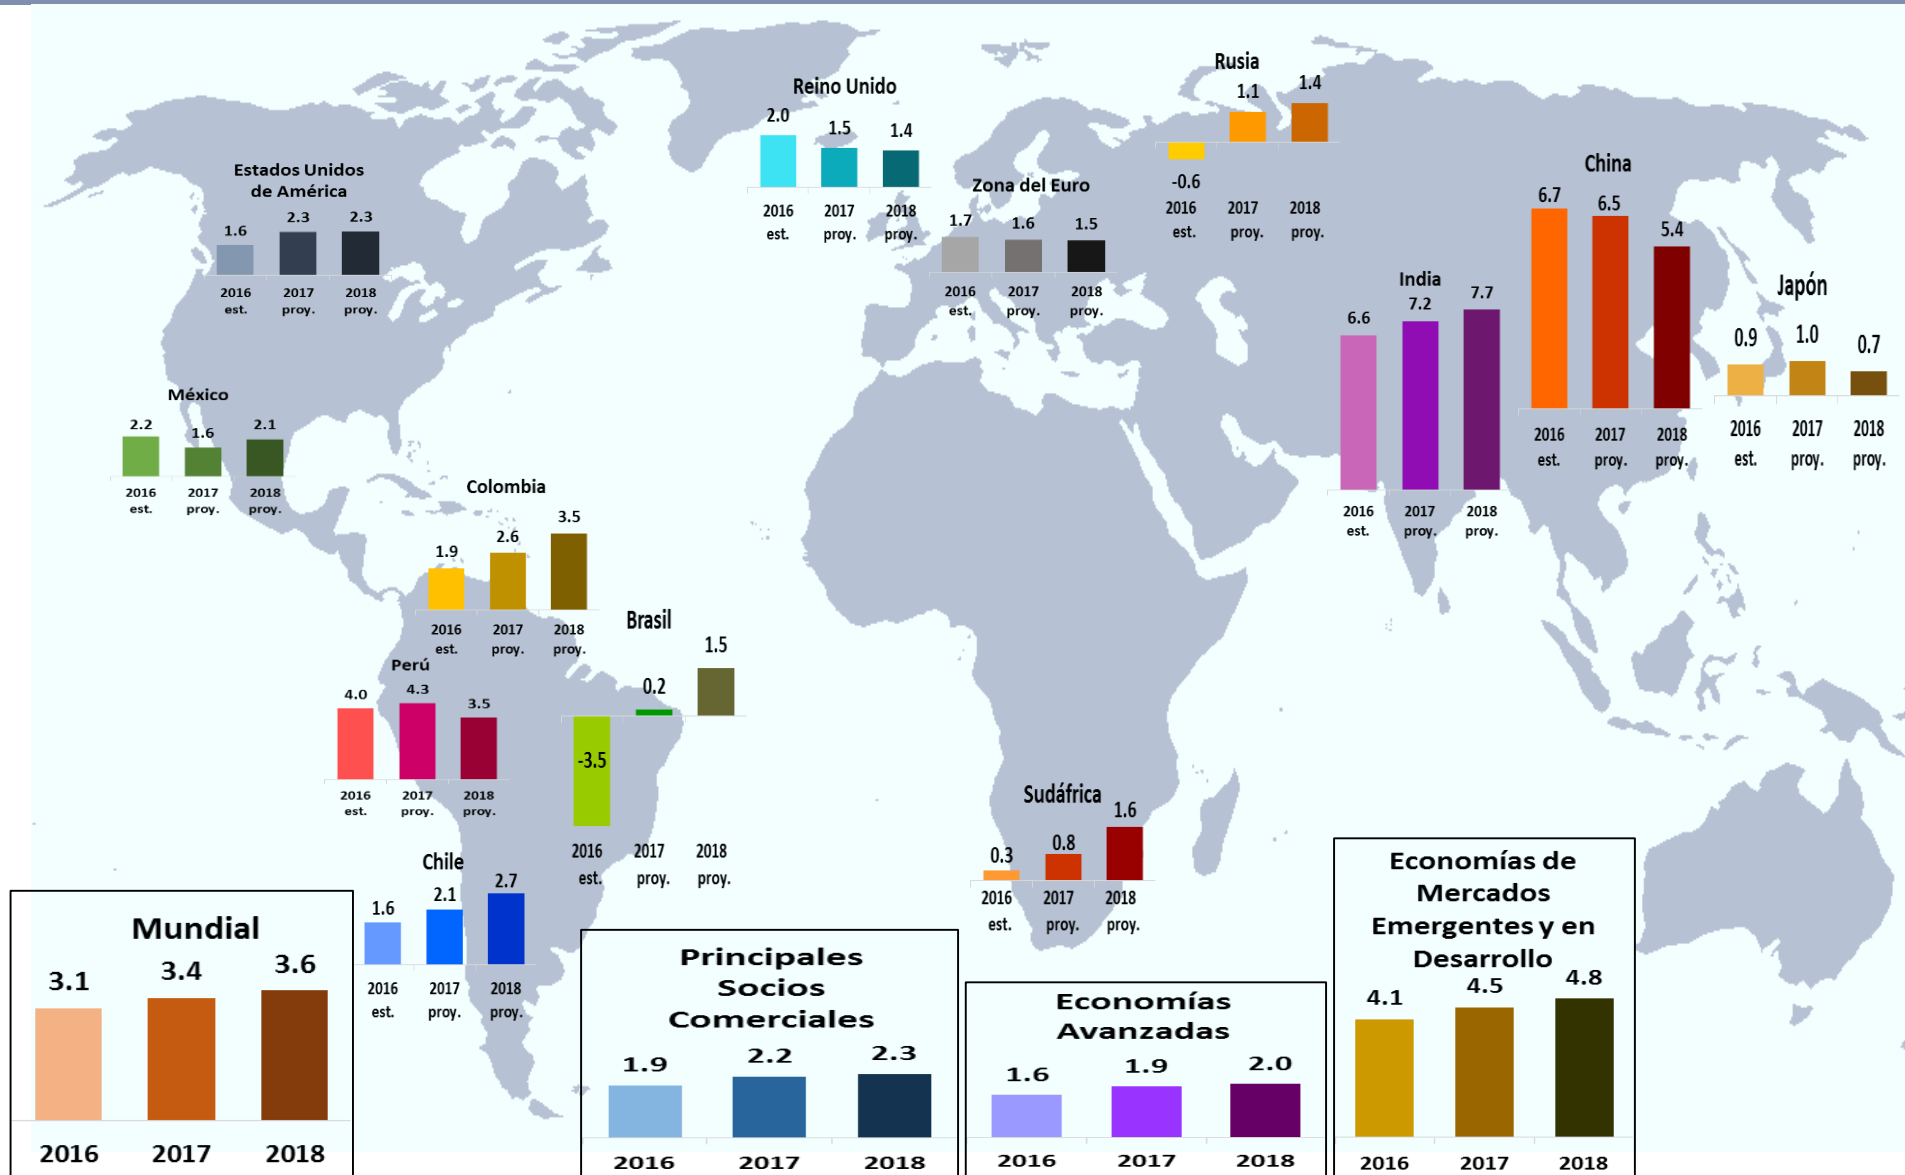 Estados Unidos
de América
1.6 2.3 2.3
2016 2017 2018
est. proy. proy.
México
2.2 1.6 2.1
2016 2017 2018
est. proy. proy.
Colombia
1.9 2.6 3.5
2016 2017 2018
est. proy. proy.
Perú
4.0 4.3 3.5
2016 2017 2018
est. proy. proy.
Brasil
-3.5 0.2 1.5
2016 2017 2018
est. proy. proy.
Chile
1.6 2.1 2.7
2016 2017 2018
est. proy. proy.
Reino Unido
2.0 1.5 1.4
2016 2017 2018
est. proy. proy.
Zona del Euro
1.7 1.6 1.5
2016 2017 2018
est. proy. proy.
Rusia
-0.6 1.1 1.4
2016 2017 2018
est. proy. proy.
China
6.7 6.5 5.4
2016 2017 2018
est. proy. proy.
India
6.6 7.2 7.7
2016 2017 2018
est. proy. proy.
Japón
0.9 1.0 0.7
2016 2017 2018
est. proy. proy.
Sudáfrica
0.3 0.8 1.6
2016 2017 2018
est. proy. proy.
Mundial
3.1 3.4 3.6
2016 2017 2018
Principales
Socios
Comerciales
1.9 2.2 2.3
2016 2017 2018
Economías
Avanzadas
1.6 1.9 2.0
2016 2017 2018
Economías de
Mercados
Emergentes y en
Desarrollo
4.1 4.5 4.8
2016 2017 2018